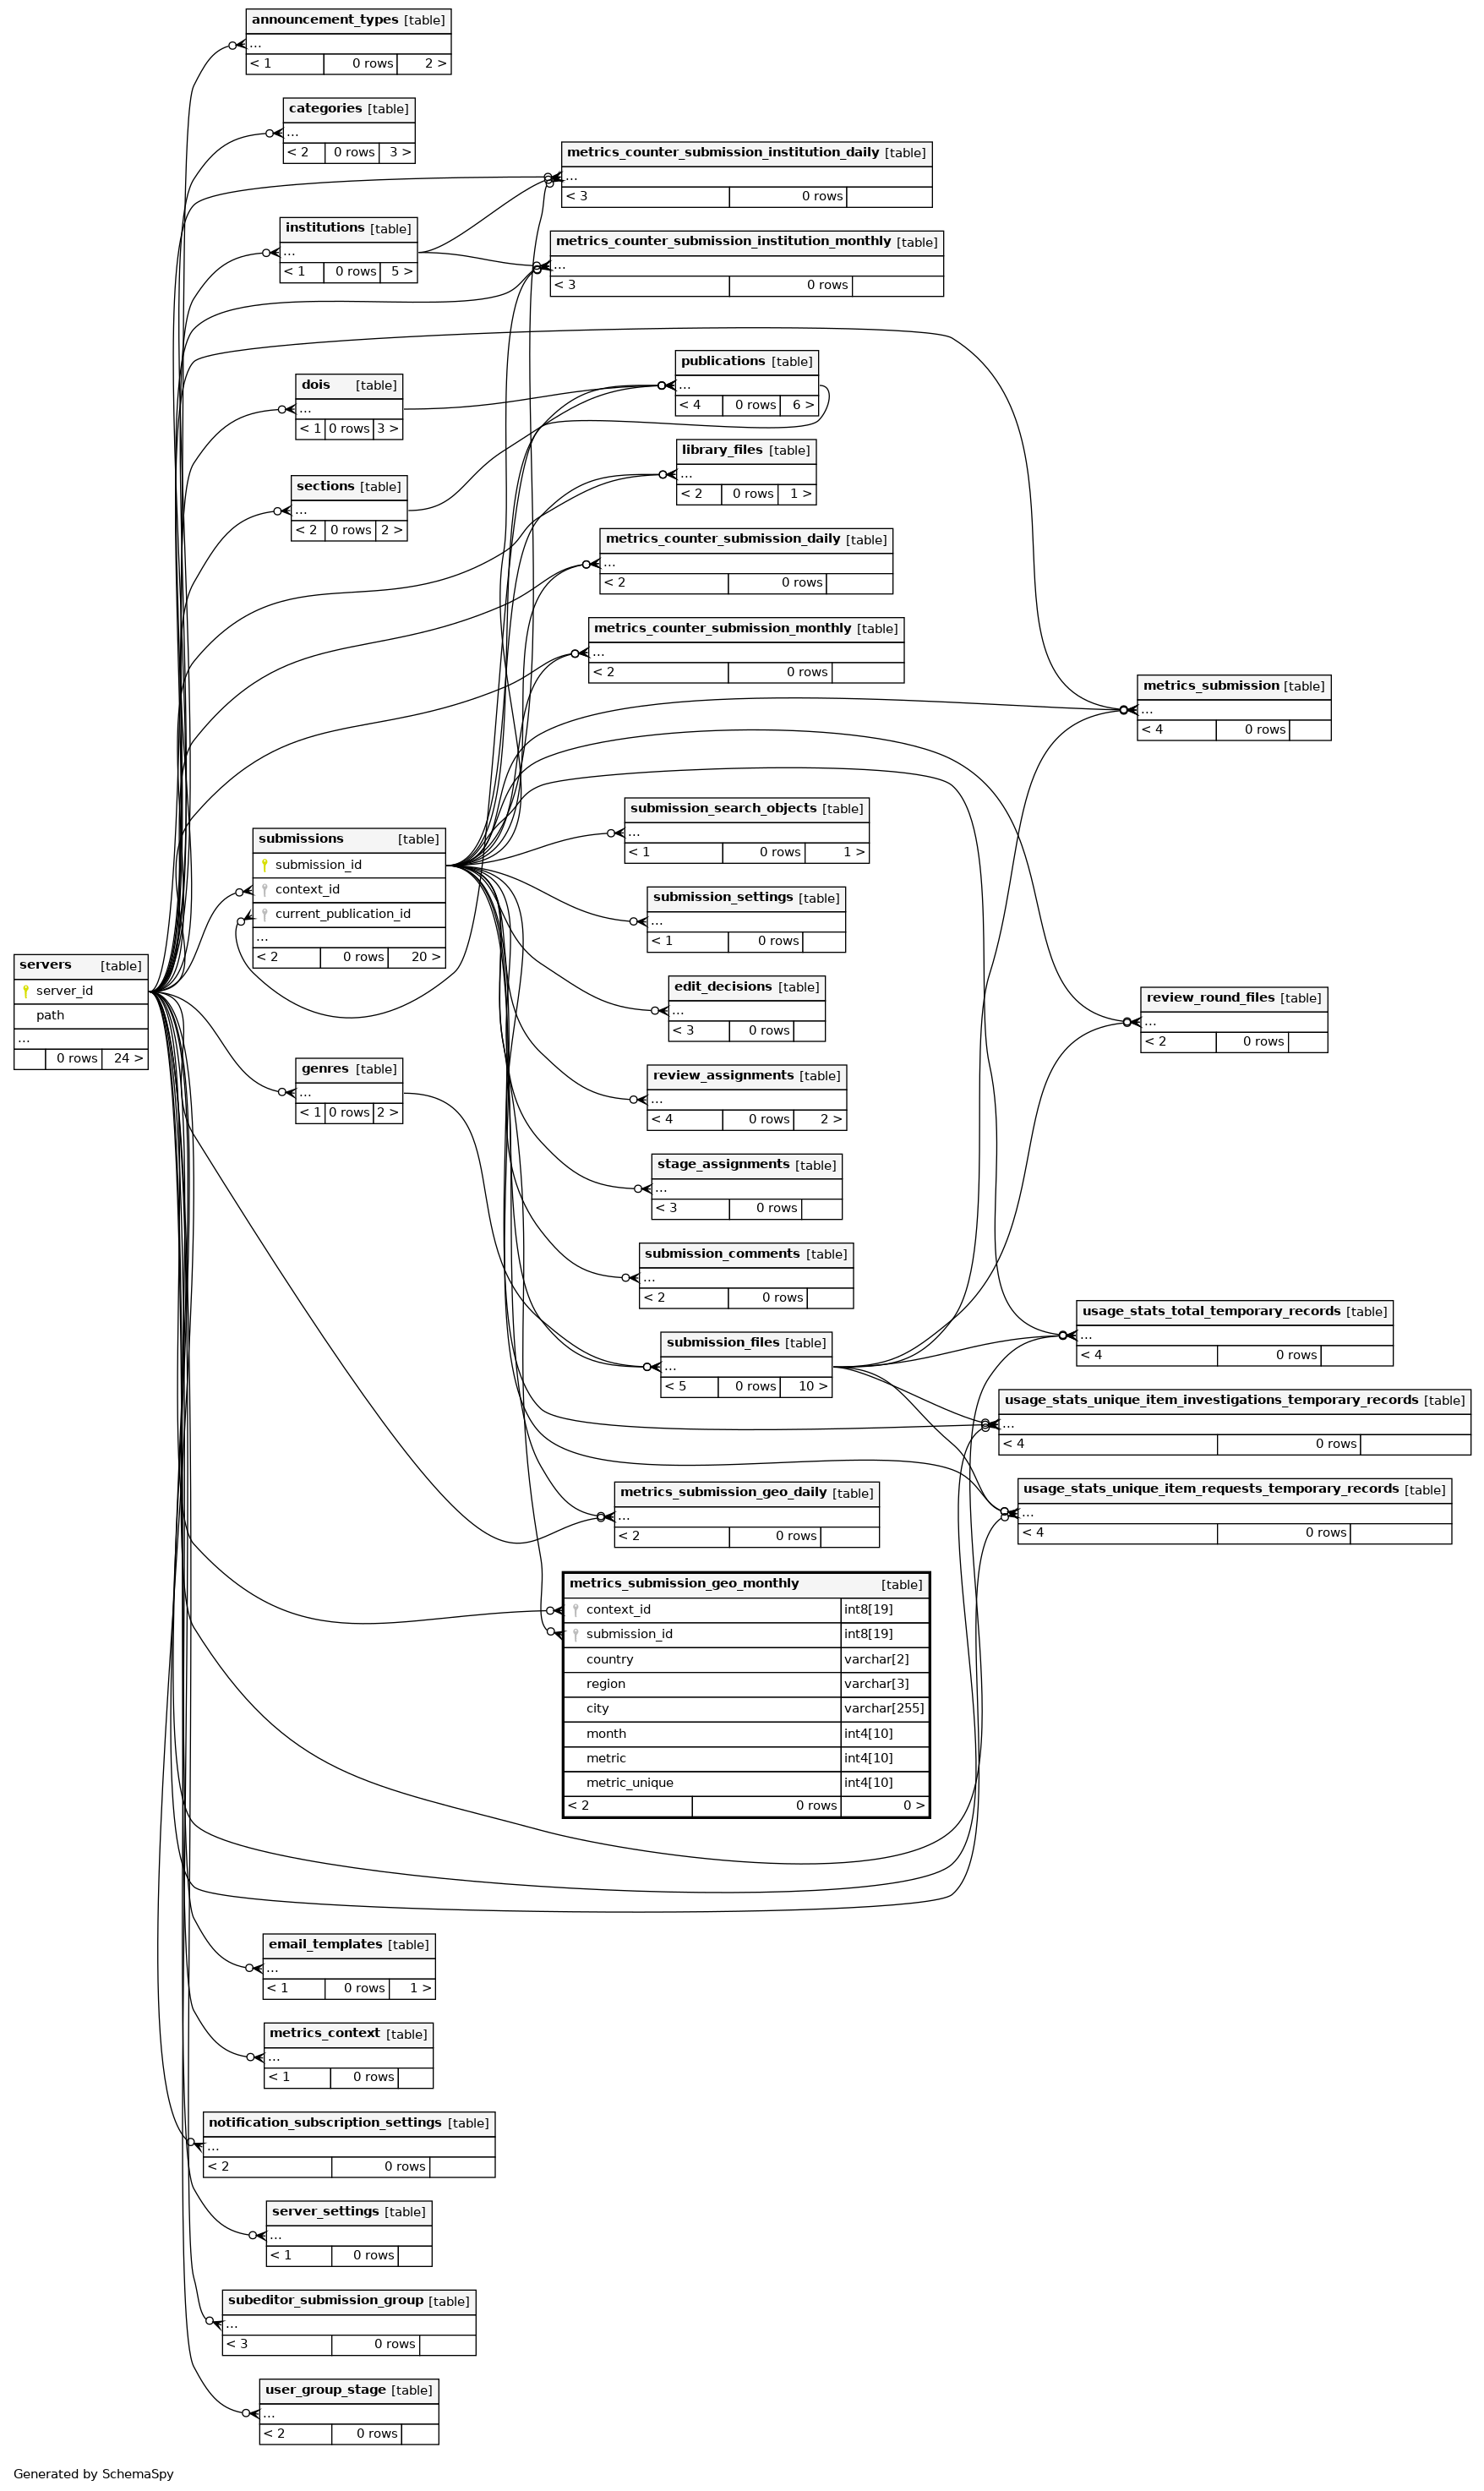 announcement_types [table]
...
< 1 0 rows 2 >
categories [table]
...
< 2 0 rows 3 >
metrics_counter_submission_institution_daily [table]
...
< 3 0 rows
institutions [table]
...
< 1 0 rows 5 >
metrics_counter_submission_institution_monthly [table]
...
< 3 0 rows
publications [table]
...
< 4 0 rows 6 >
dois [table]
...
< 1 0 rows 3 >
library_files [table]
...
< 2 0 rows 1 >
sections [table]
...
< 2 0 rows 2 >
metrics_counter_submission_daily [table]
...
< 2 0 rows
metrics_counter_submission_monthly [table]
...
< 2 0 rows
metrics_submission [table]
...
< 4 0 rows
submission_search_objects [table]
...
< 1 0 rows 1 >
submissions [table]
submission_id
context_id
current_publication_id
...
< 2 0 rows 20 >
submission_settings [table]
...
< 1 0 rows
servers [table]
server_id
path
...
0 rows 24 >
edit_decisions [table]
...
< 3 0 rows
review_round_files [table]
...
< 2 0 rows
genres [table]
...
< 1 0 rows 2 >
review_assignments [table]
...
< 4 0 rows 2 >
stage_assignments [table]
...
< 3 0 rows
submission_comments [table]
...
< 2 0 rows
usage_stats_total_temporary_records [table]
...
< 4 0 rows
submission_files [table]
...
< 5 0 rows 10 >
usage_stats_unique_item_investigations_temporary_records [table]
...
< 4 0 rows
metrics_submission_geo_daily [table]
...
< 2 0 rows
usage_stats_unique_item_requests_temporary_records [table]
...
< 4 0 rows
metrics_submission_geo_monthly [table]
context_id int8[19]
submission_id int8[19]
country varchar[2]
region varchar[3]
city varchar[255]
month int4[10]
metric int4[10]
metric_unique int4[10]
< 2 0 rows 0 >
email_templates [table]
...
< 1 0 rows 1 >
metrics_context [table]
...
< 1 0 rows
notification_subscription_settings [table]
...
< 2 0 rows
server_settings [table]
...
< 1 0 rows
subeditor_submission_group [table]
...
< 3 0 rows
user_group_stage [table]
...
< 2 0 rows
Generated by SchemaSpy